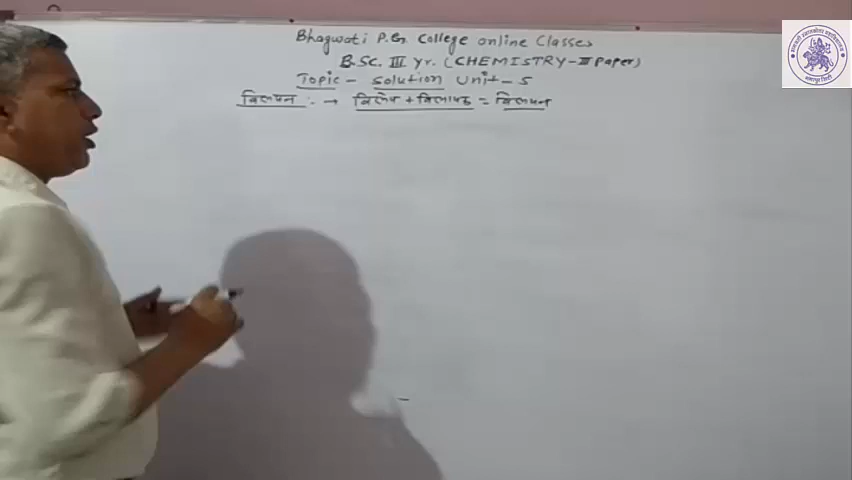 Bhagwati P.G. College online Classes
B.SC. III Yr. (CHEMISTRY-III Paper)
Topic - Solution Unit-5
विलयन :- → विलेय + विलायक = विलयन